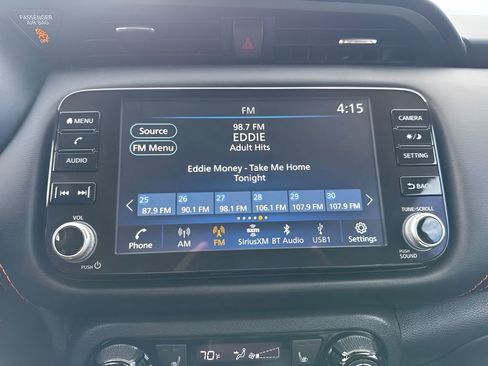 PASSENGER
AIR BAG
FM
4:15
MENU
AUDIO
VOL
PUSH
Source
FM Menu
98.7 FM
EDDIE
Adult Hits
Eddie Money - Take Me Home
Tonight
25 26 27 28 29 30
87.9 FM 90.1 FM 98.1 FM 106.1 FM 107.9 FM 107.9 FM
Phone AM FM SiriusXM BT Audio USB1 Settings
CAMERA
SETTING
BACK
TUNE·SCROLL
PUSH
SOUND
70°F